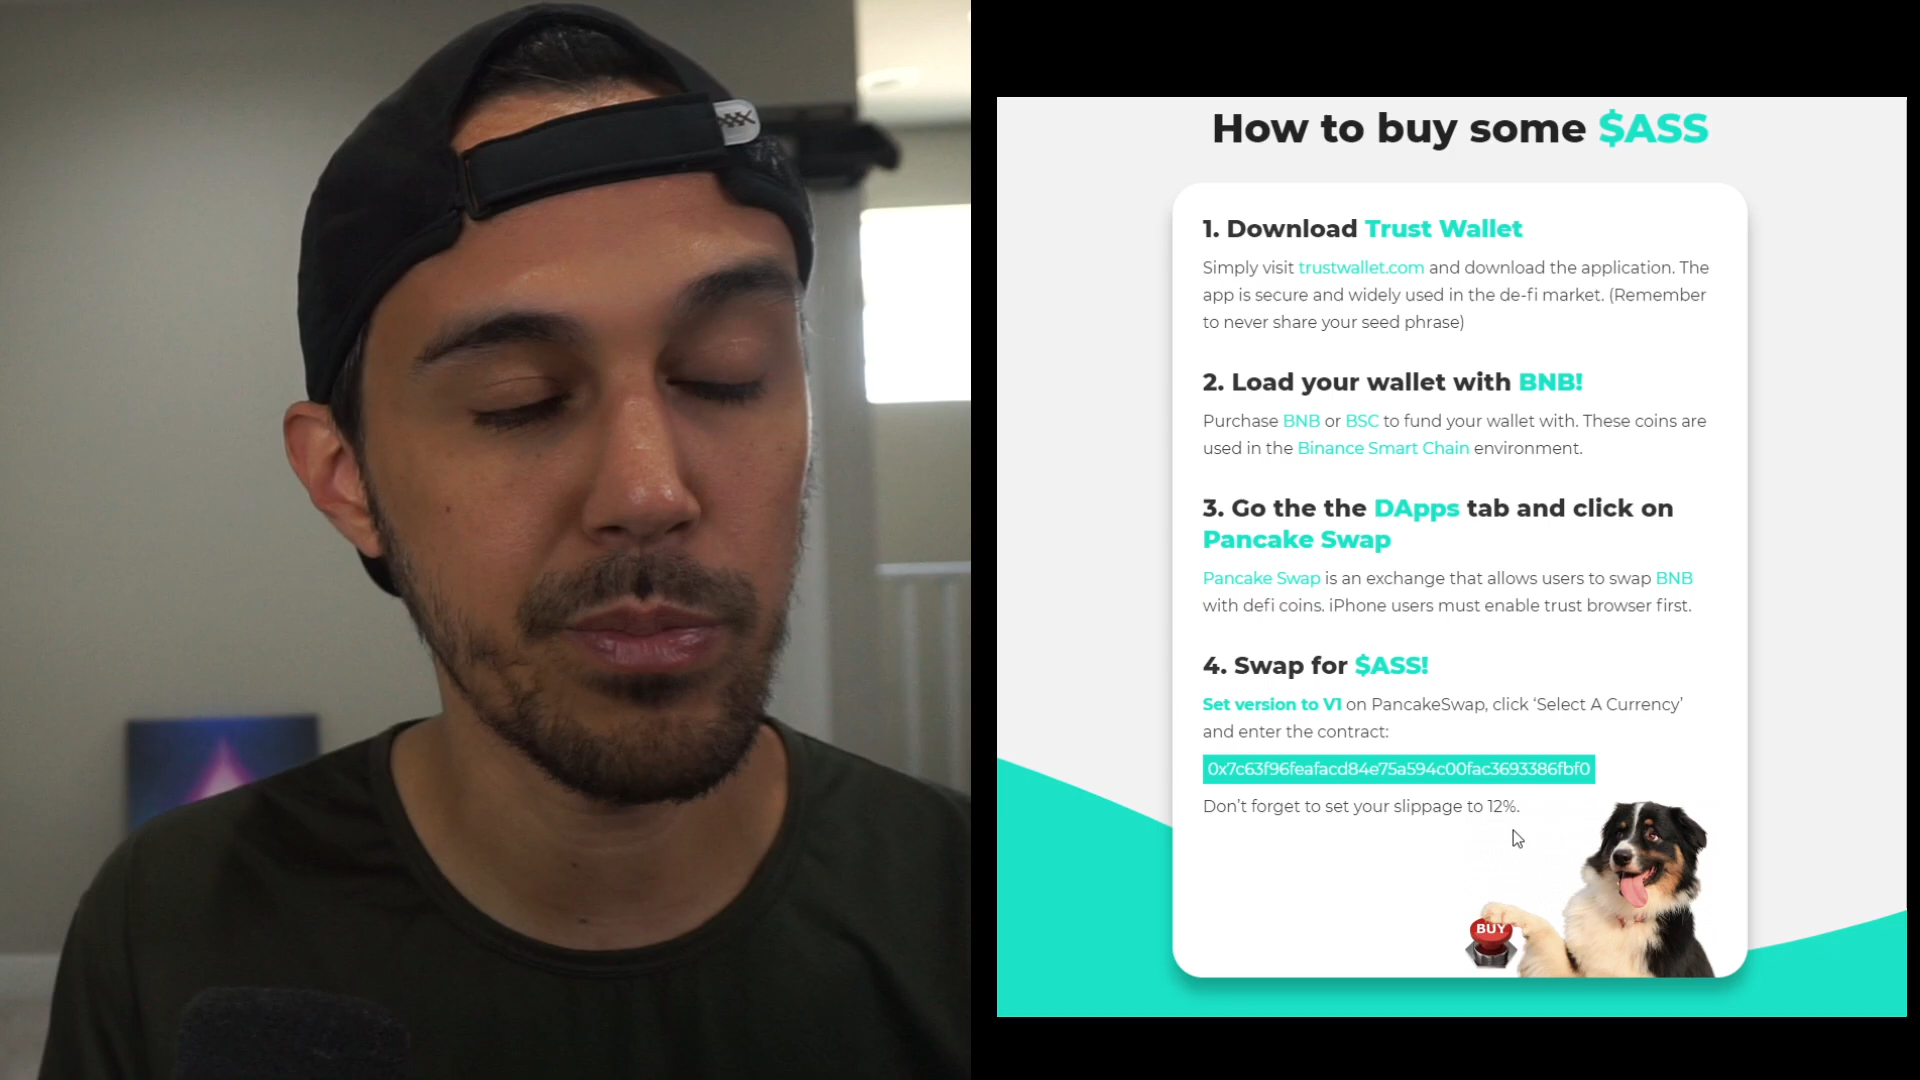 How to buy some $ASS
1. Download Trust Wallet
Simply visit trustwallet.com and download the application. The
app is secure and widely used in the de-fi market. (Remember
to never share your seed phrase)
2. Load your wallet with BNB!
Purchase BNB or BSC to fund your wallet with. These coins are
used in the Binance Smart Chain environment.
3. Go the the DApps tab and click on
Pancake Swap
Pancake Swap is an exchange that allows users to swap BNB
with defi coins. iPhone users must enable trust browser first.
4. Swap for $ASS!
Set version to V1 on PancakeSwap, click ‘Select A Currency’
and enter the contract:
0x7c63f96feafacd84e75a594c00fac3693386fbf0
Don’t forget to set your slippage to 12%.
BUY